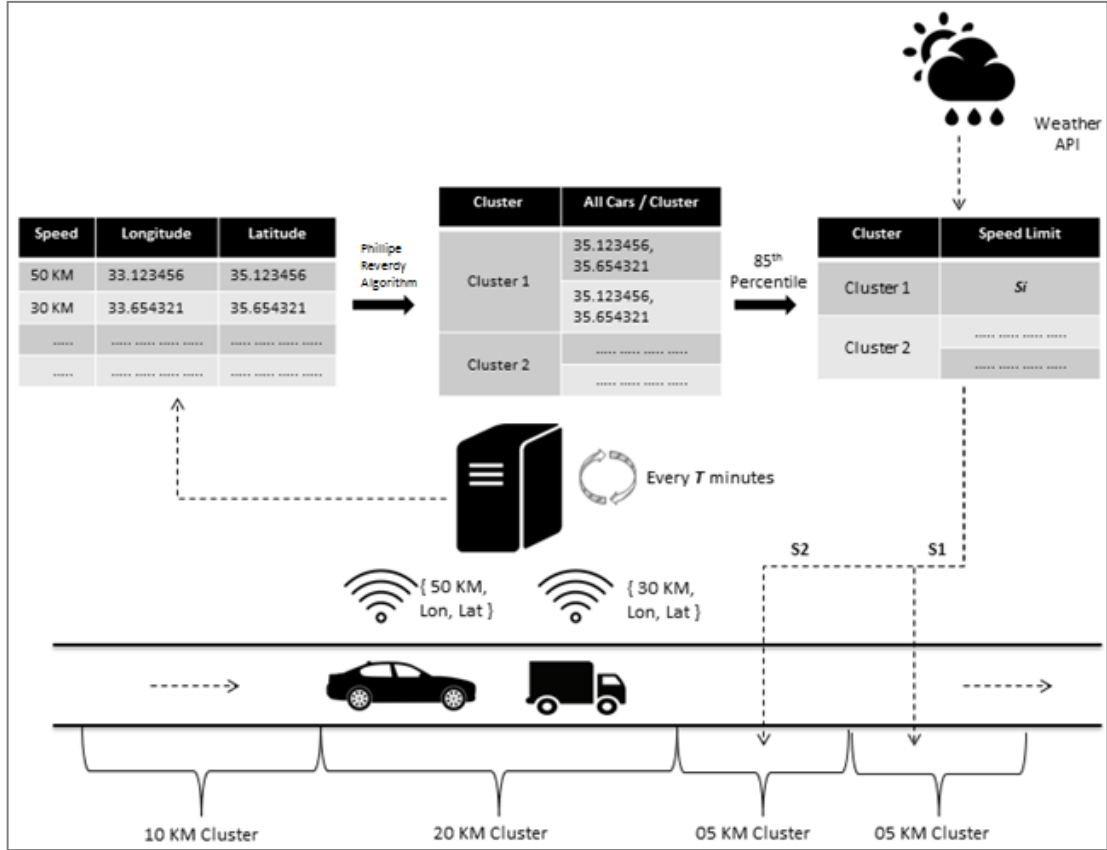 Weather
API
Speed Longitude Latitude
50 KM 33.123456 35.123456
30 KM 33.654321 35.654321
..... ..... ..... ..... ..... ..... ..... ..... .....
..... ..... ..... ..... ..... ..... ..... ..... .....
Phillipe
Reverdy
Algorithm
Cluster All Cars / Cluster
Cluster 1
35.123456,
35.654321
35.123456,
35.654321
Cluster 2
..... ..... ..... .....
..... ..... ..... .....
85th
Percentile
Cluster Speed Limit
Cluster 1 Si
Cluster 2
..... ..... ..... .....
..... ..... ..... .....
Every T minutes
S2 S1
{ 50 KM,
Lon, Lat }
{ 30 KM,
Lon, Lat }
10 KM Cluster
20 KM Cluster
05 KM Cluster
05 KM Cluster